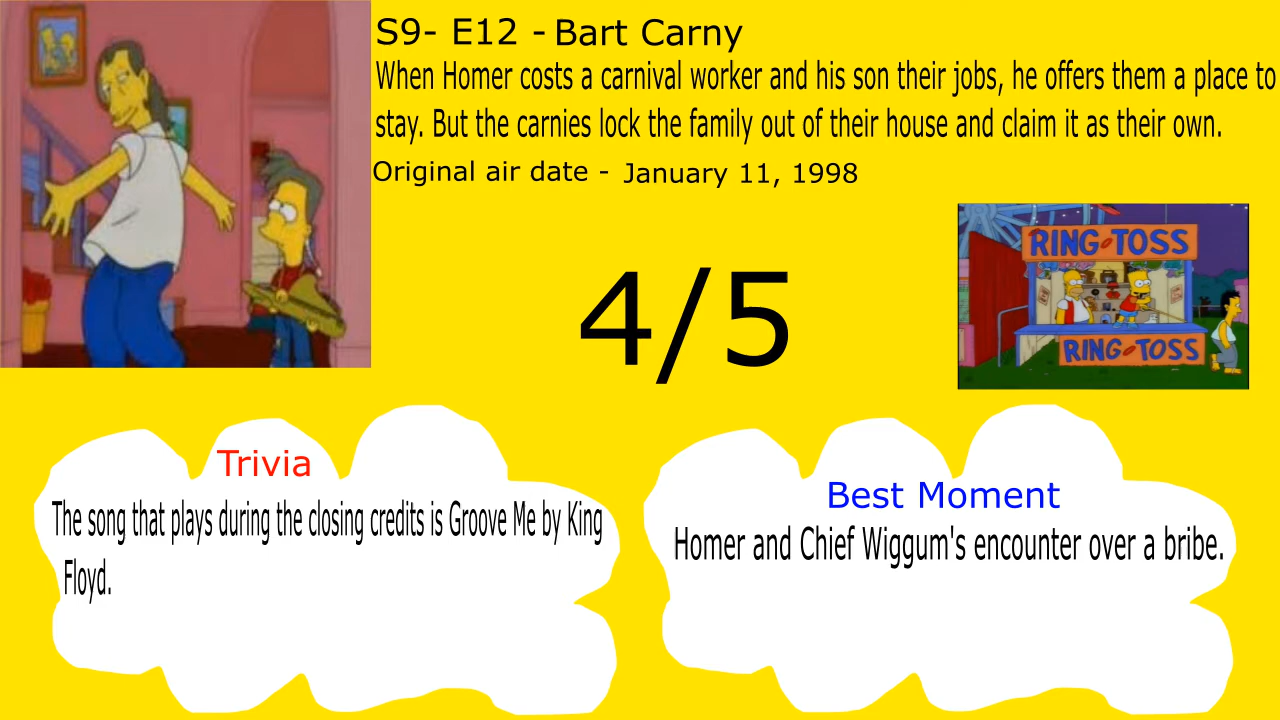 S9- E12 - Bart Carny
When Homer costs a carnival worker and his son their jobs, he offers them a place to
stay. But the carnies lock the family out of their house and claim it as their own.
Original air date - January 11, 1998
RING TOSS
4/5
RING TOSS
Trivia
The song that plays during the closing credits is Groove Me by King
Floyd.
Best Moment
Homer and Chief Wiggum's encounter over a bribe.